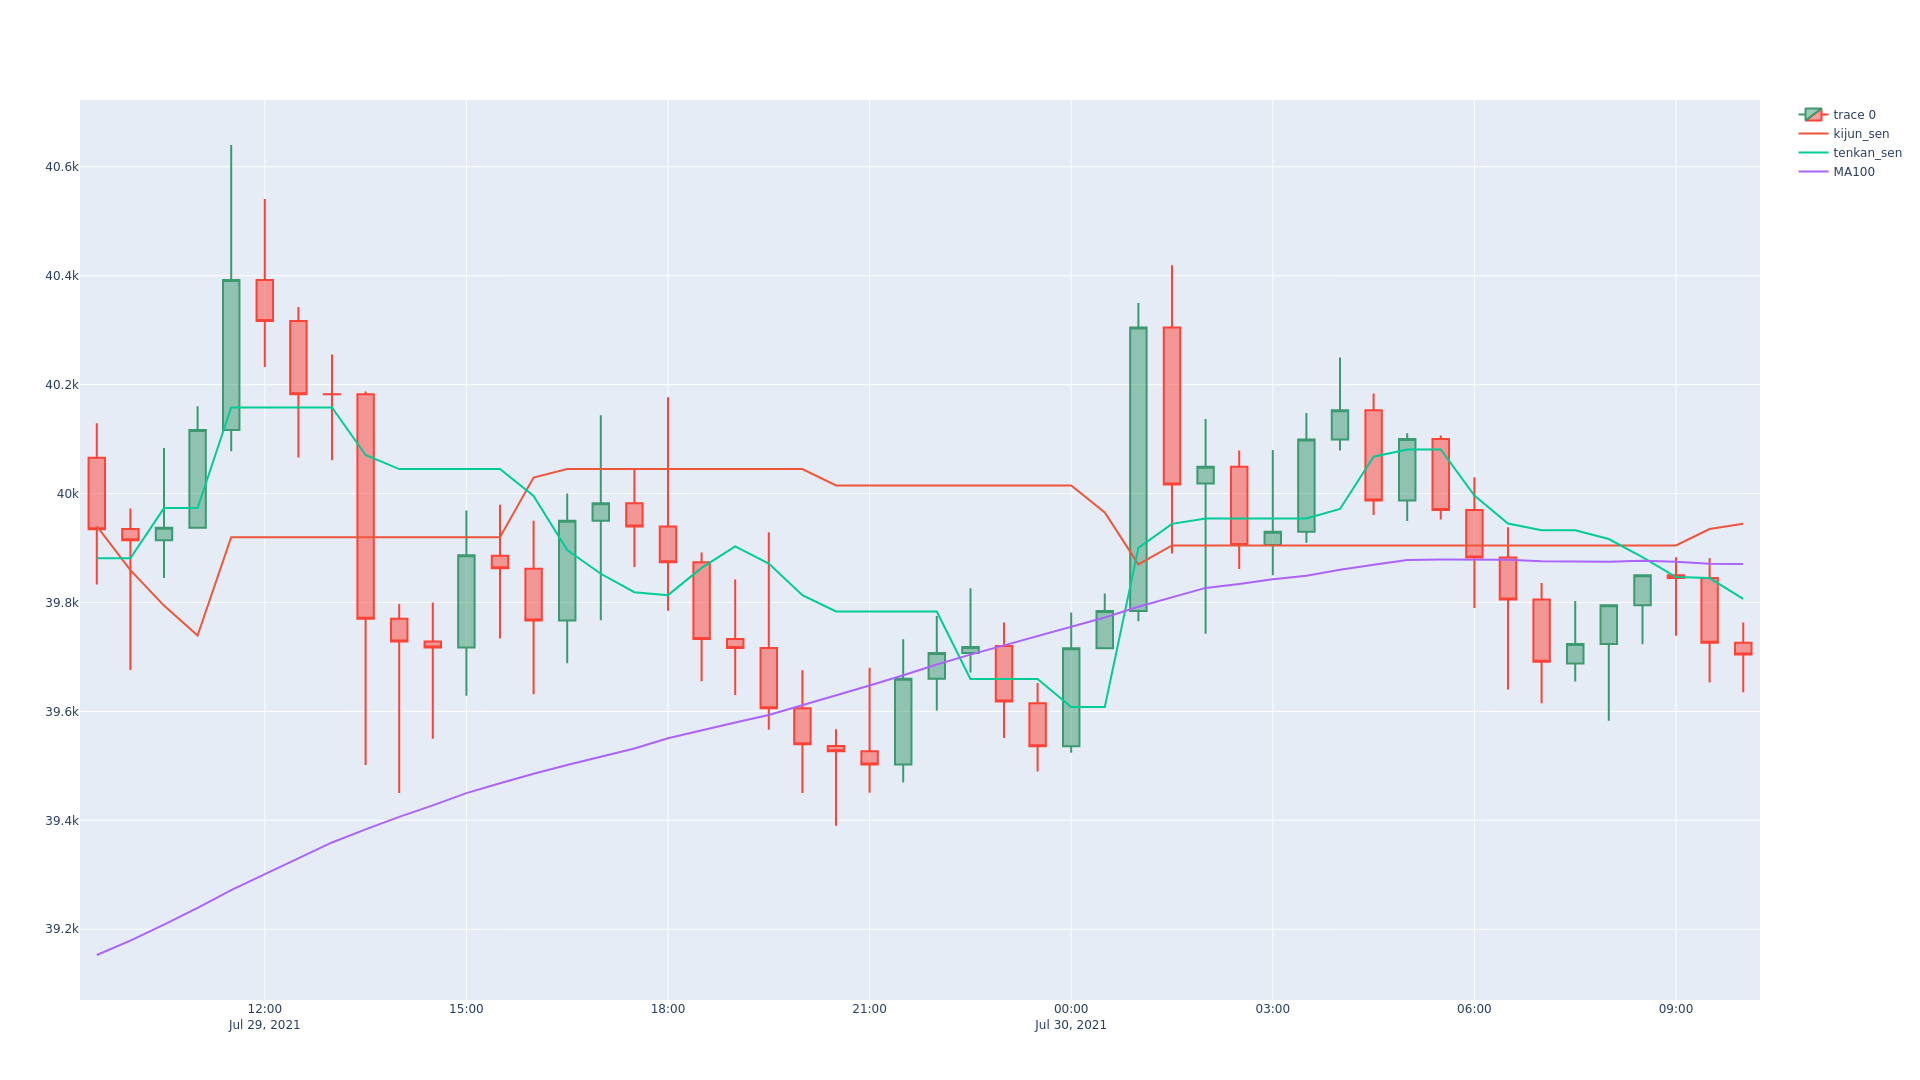 trace 0
kijun_sen
tenkan_sen
MA100
40.6k
40.4k
40.2k
40k
39.8k
39.6k
39.4k
39.2k
12:00 15:00 18:00 21:00 00:00 03:00 06:00 09:00
Jul 29, 2021 Jul 30, 2021